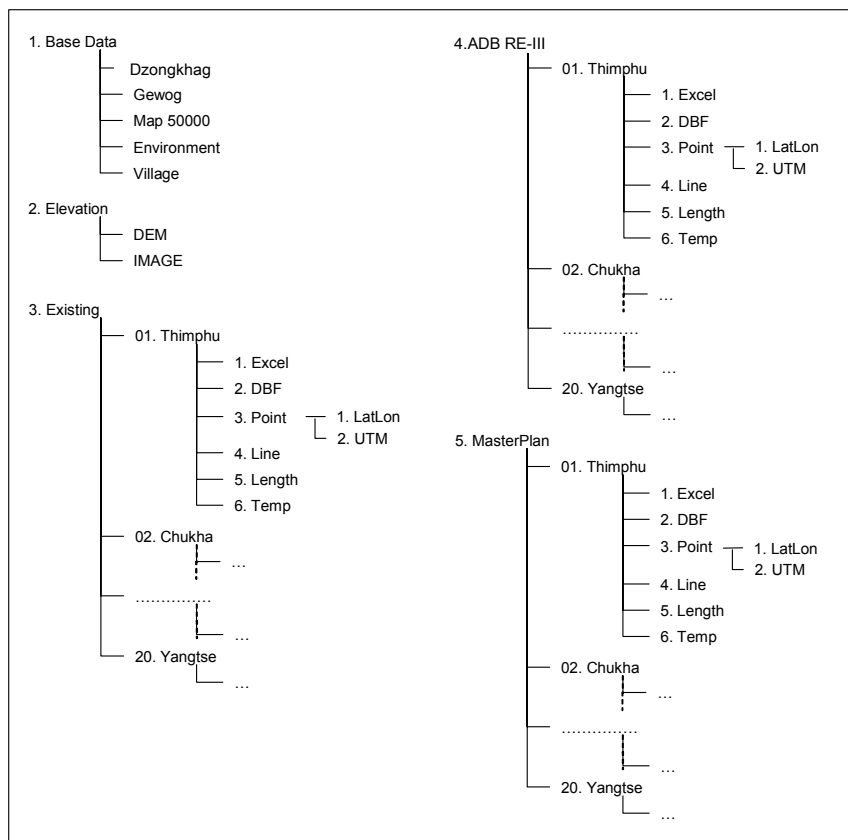 1. Base Data
Dzongkhag
Gewog
Map 50000
Environment
Village
2. Elevation
DEM
IMAGE
3. Existing
01. Thimphu
1. Excel
2. DBF
3. Point
1. LatLon
2. UTM
4. Line
5. Length
6. Temp
02. Chukha
…
……………
…
20. Yangtse
…
4.ADB RE-III
01. Thimphu
1. Excel
2. DBF
3. Point
1. LatLon
2. UTM
4. Line
5. Length
6. Temp
02. Chukha
…
……………
…
20. Yangtse
…
5. MasterPlan
01. Thimphu
1. Excel
2. DBF
3. Point
1. LatLon
2. UTM
4. Line
5. Length
6. Temp
02. Chukha
…
……………
…
20. Yangtse
…